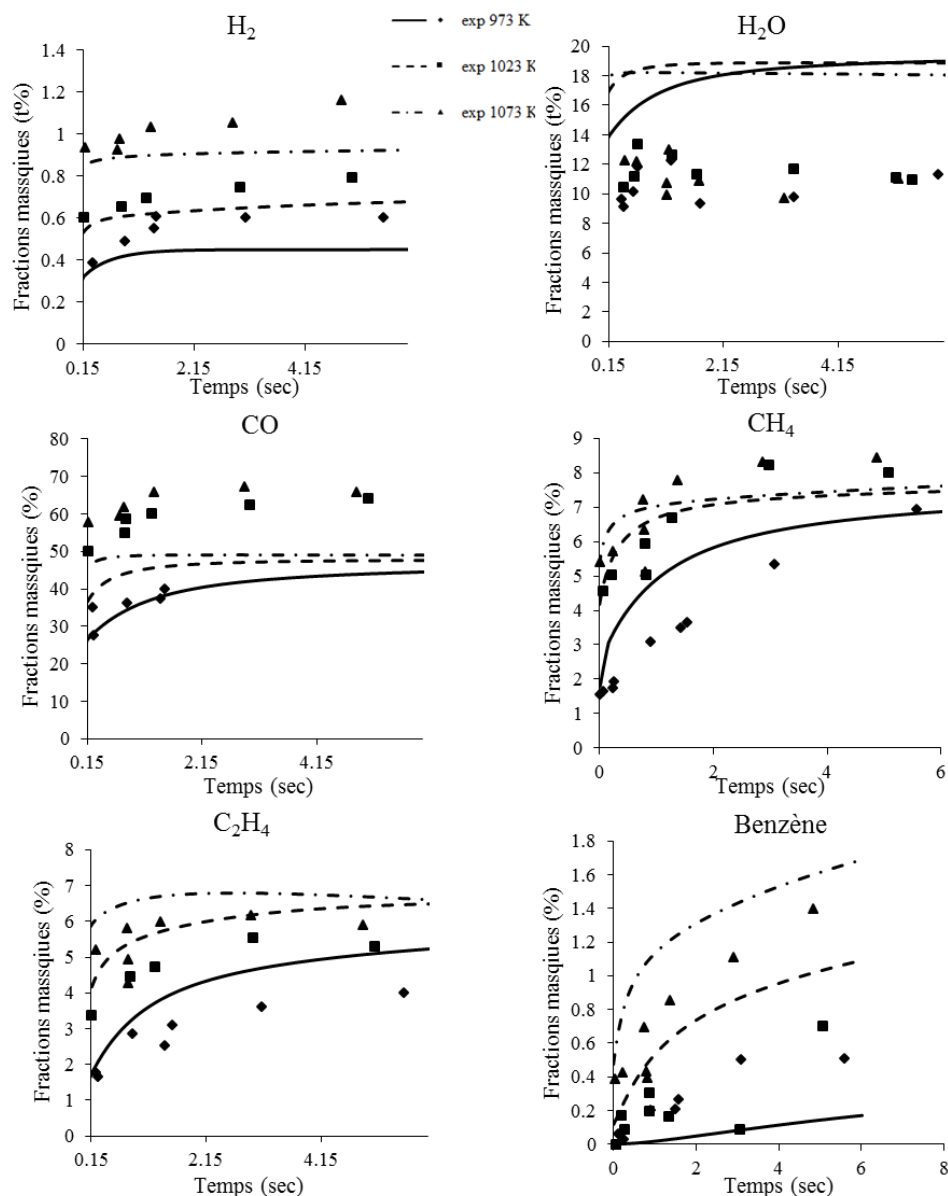 H₂
exp 973 K
exp 1023 K
exp 1073 K
Fractions massqiues (t%)
1.4
1.2
1
0.8
0.6
0.4
0.2
0
0.15 2.15 4.15
Temps (sec)
H₂O
Fractions massqiues (t%)
20
18
16
14
12
10
8
6
4
2
0
0.15 2.15 4.15
Temps (sec)
CO
Fractions massqiues (%)
80
70
60
50
40
30
20
10
0
0.15 2.15 4.15
Temps (sec)
CH₄
Fractions massqiues (%)
9
8
7
6
5
4
3
2
1
0
0 2 4 6
Temps (sec)
C₂H₄
Fractions massqiues (%)
8
7
6
5
4
3
2
1
0
0.15 2.15 4.15
Temps (sec)
Benzène
Fractions masqiues (%)
1.8
1.6
1.4
1.2
1
0.8
0.6
0.4
0.2
0
0 2 4 6 8
Temps (sec)